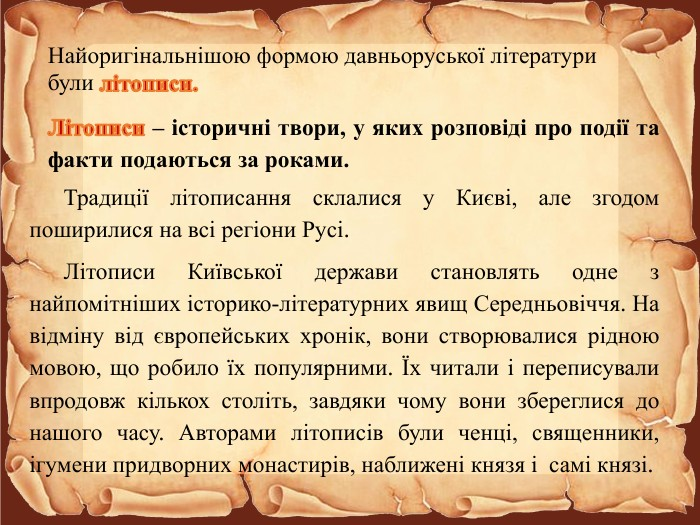 Найоригінальнішою формою давньоруської літератури
були літописи.
Літописи – історичні твори, у яких розповіді про події та
факти подаються за роками.
Традиції літописання склалися у Києві, але згодом
поширилися на всі регіони Русі.
Літописи Київської держави становлять одне з
найпомітніших історико-літературних явищ Середньовіччя. На
відміну від європейських хронік, вони створювалися рідною
мовою, що робило їх популярними. Їх читали і переписували
впродовж кількох століть, завдяки чому вони збереглися до
нашого часу. Авторами літописів були ченці, священники,
ігумени придворних монастирів, наближені князя і самі князі.